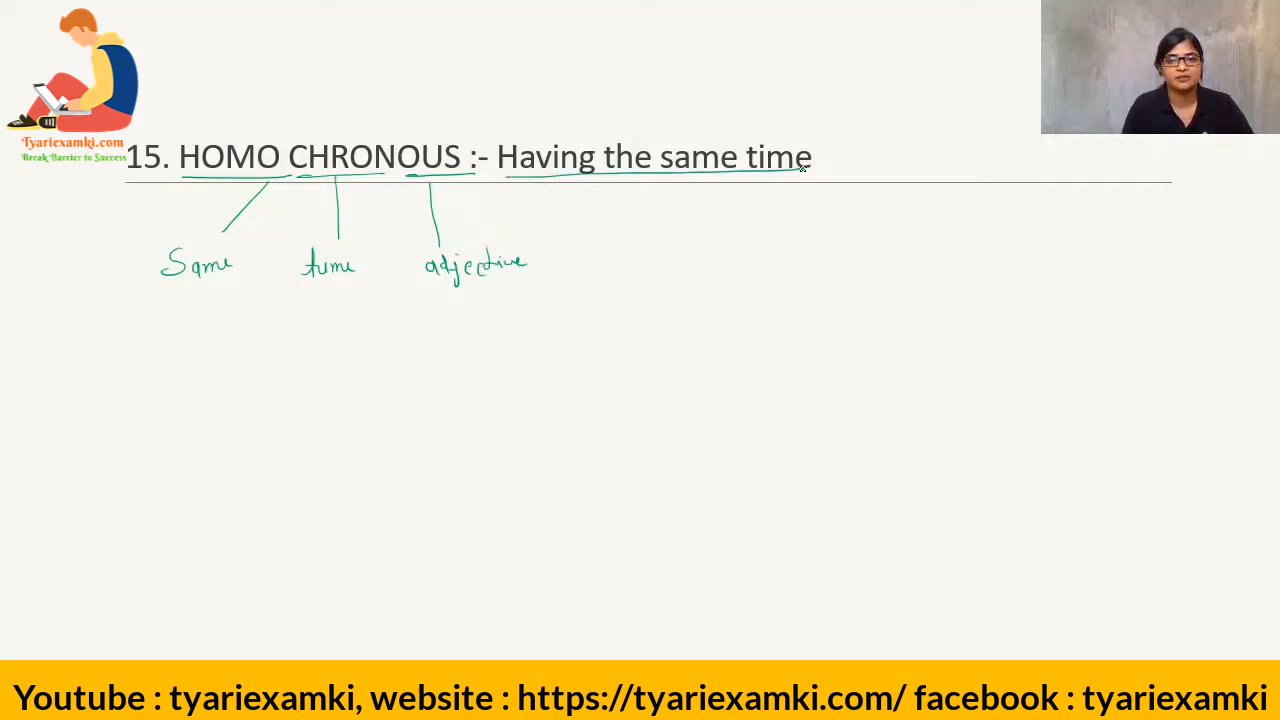 Tyariexamki.com
Break Barrier to Success
15. HOMO CHRONOUS :- Having the same time
Same time adjective
Youtube : tyariexamki, website : https://tyariexamki.com/ facebook : tyariexamki